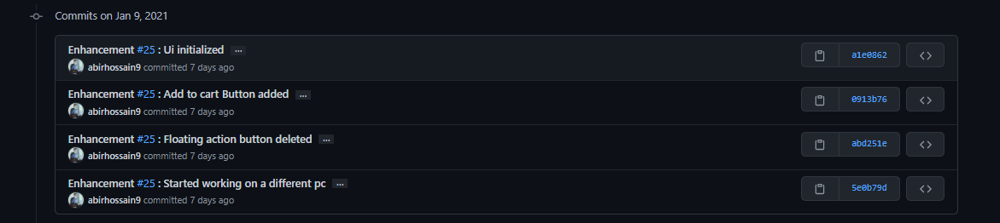 Commits on Jan 9, 2021
Enhancement #25 : Ui initialized ...
abirhossain9 committed 7 days ago
a1e0862
Enhancement #25 : Add to cart Button added ...
abirhossain9 committed 7 days ago
0913b76
Enhancement #25 : Floating action button deleted ...
abirhossain9 committed 7 days ago
abd251e
Enhancement #25 : Started working on a different pc ...
abirhossain9 committed 7 days ago
5e0b79d